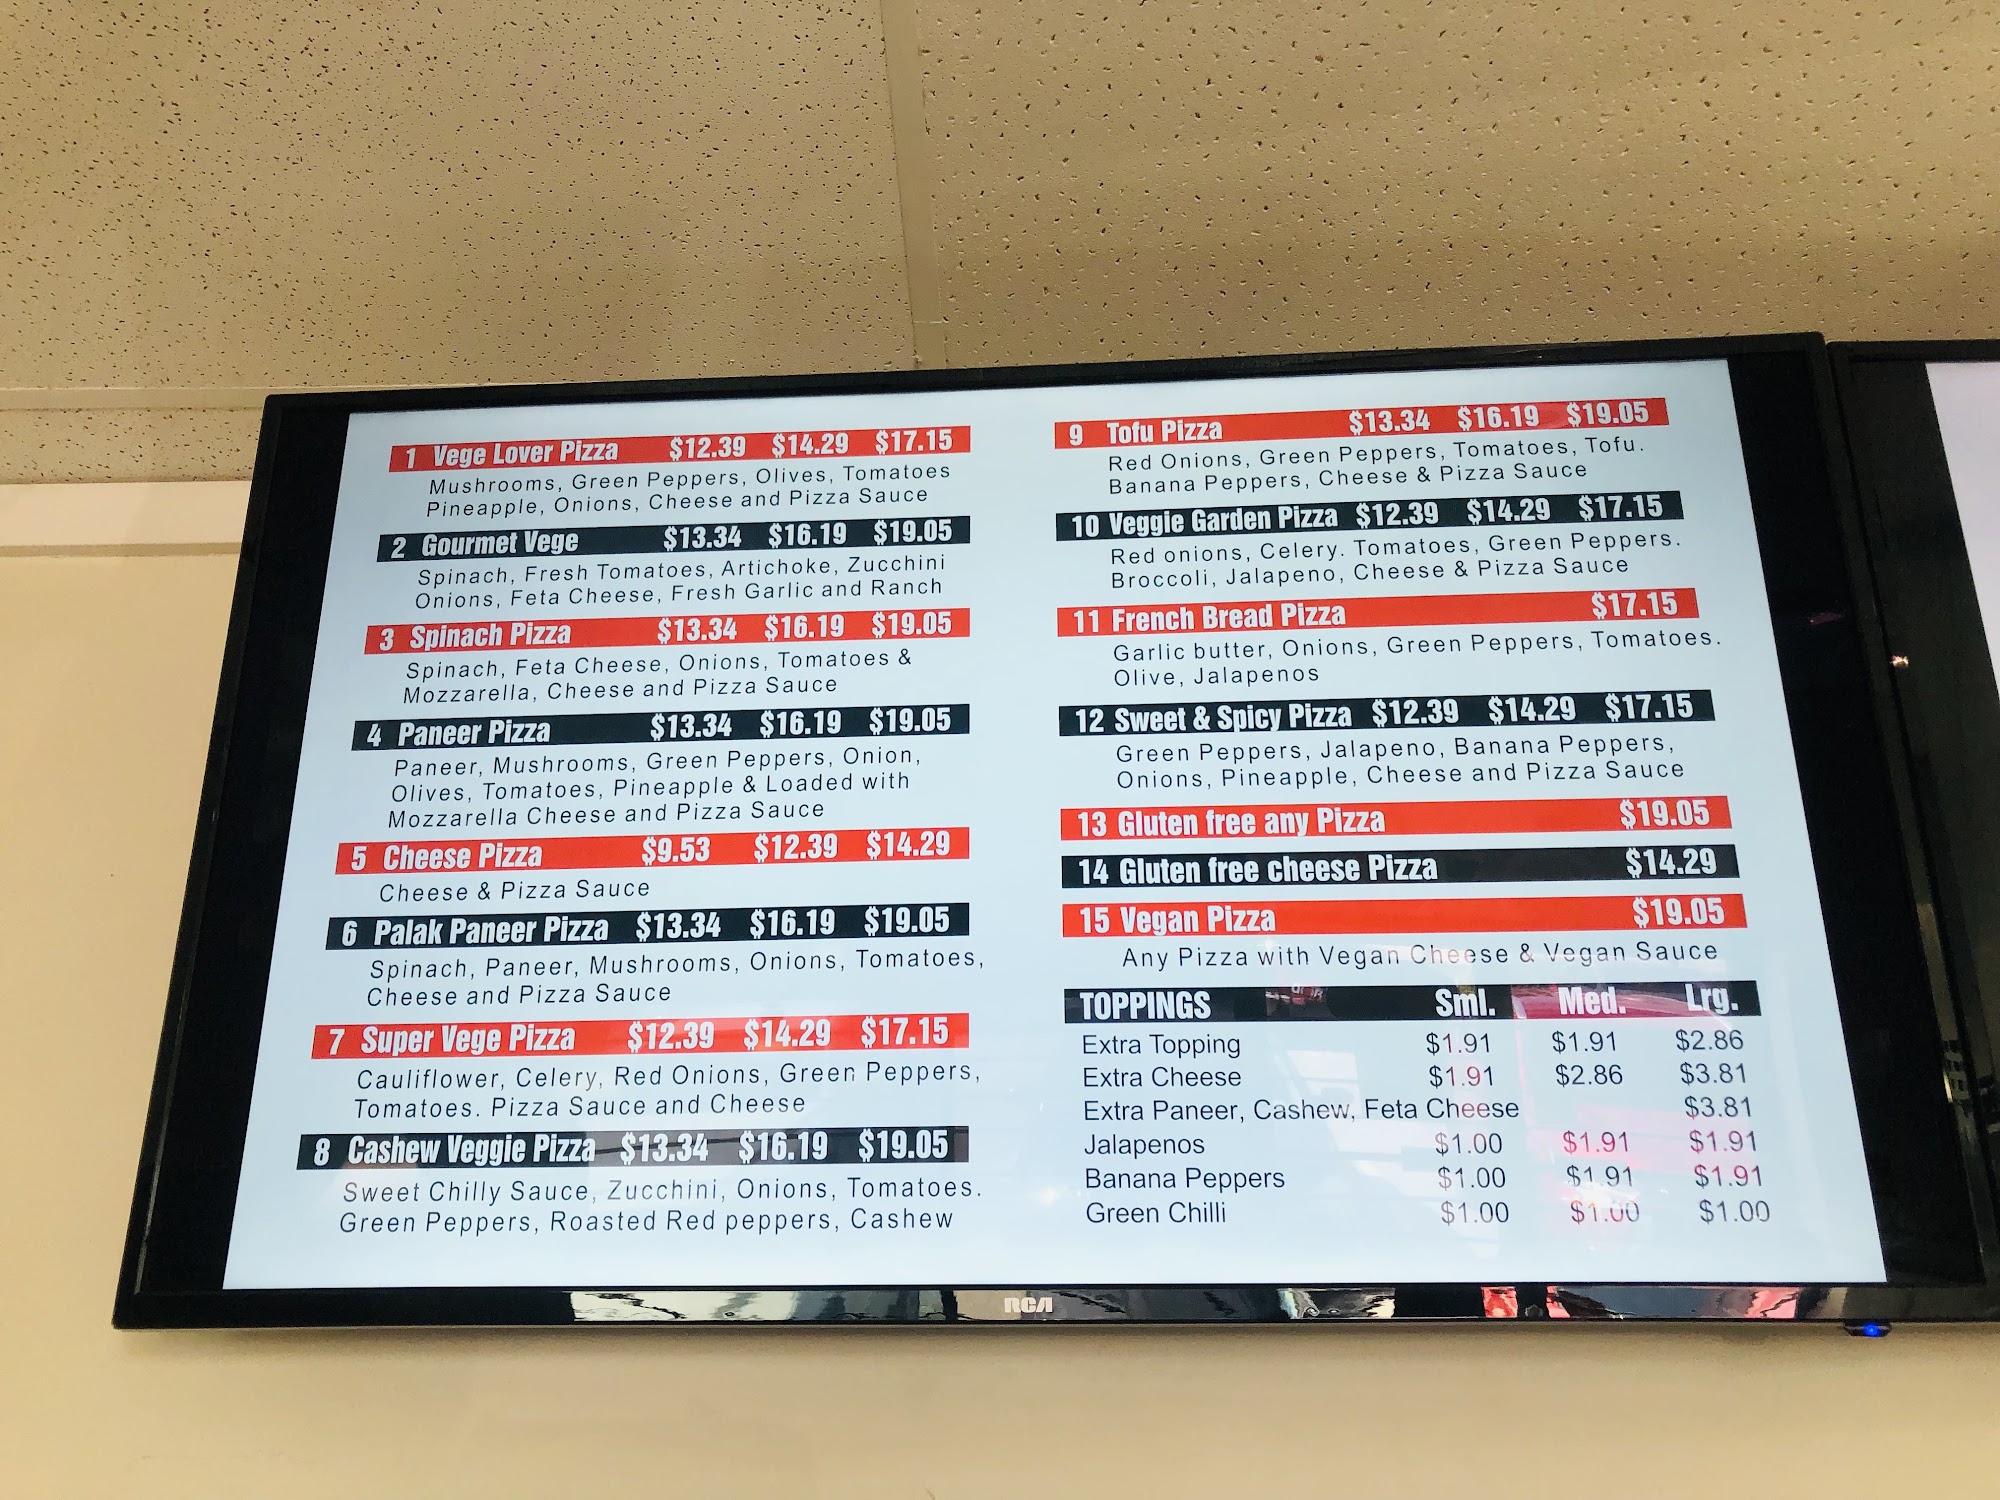 1 Vege Lover Pizza $12.39 $14.29 $17.15
Mushrooms, Green Peppers, Olives, Tomatoes
Pineapple, Onions, Cheese and Pizza Sauce
2 Gourmet Vege $13.34 $16.19 $19.05
Spinach, Fresh Tomatoes, Artichoke, Zucchini
Onions, Feta Cheese, Fresh Garlic and Ranch
3 Spinach Pizza $13.34 $16.19 $19.05
Spinach, Feta Cheese, Onions, Tomatoes &
Mozzarella, Cheese and Pizza Sauce
4 Paneer Pizza $13.34 $16.19 $19.05
Paneer, Mushrooms, Green Peppers, Onion,
Olives, Tomatoes, Pineapple & Loaded with
Mozzarella Cheese and Pizza Sauce
5 Cheese Pizza $9.53 $12.39 $14.29
Cheese & Pizza Sauce
6 Palak Paneer Pizza $13.34 $16.19 $19.05
Spinach, Paneer, Mushrooms, Onions, Tomatoes,
Cheese and Pizza Sauce
7 Super Vege Pizza $12.39 $14.29 $17.15
Cauliflower, Celery, Red Onions, Green Peppers,
Tomatoes. Pizza Sauce and Cheese
8 Cashew Veggie Pizza $13.34 $16.19 $19.05
Sweet Chilly Sauce, Zucchini, Onions, Tomatoes.
Green Peppers, Roasted Red peppers, Cashew
9 Tofu Pizza $13.34 $16.19 $19.05
Red Onions, Green Peppers, Tomatoes, Tofu.
Banana Peppers, Cheese & Pizza Sauce
10 Veggie Garden Pizza $12.39 $14.29 $17.15
Red onions, Celery. Tomatoes, Green Peppers.
Broccoli, Jalapeno, Cheese & Pizza Sauce
11 French Bread Pizza $17.15
Garlic butter, Onions, Green Peppers, Tomatoes.
Olive, Jalapenos
12 Sweet & Spicy Pizza $12.39 $14.29 $17.15
Green Peppers, Jalapeno, Banana Peppers,
Onions, Pineapple, Cheese and Pizza Sauce
13 Gluten free any Pizza $19.05
14 Gluten free cheese Pizza $14.29
15 Vegan Pizza $19.05
Any Pizza with Vegan Cheese & Vegan Sauce
TOPPINGS Sml. Med. Lrg.
Extra Topping $1.91 $1.91 $2.86
Extra Cheese $1.91 $2.86 $3.81
Extra Paneer, Cashew, Feta Cheese $3.81
Jalapenos $1.00 $1.91 $1.91
Banana Peppers $1.00 $1.91 $1.91
Green Chilli $1.00 $1.00 $1.00
RCA